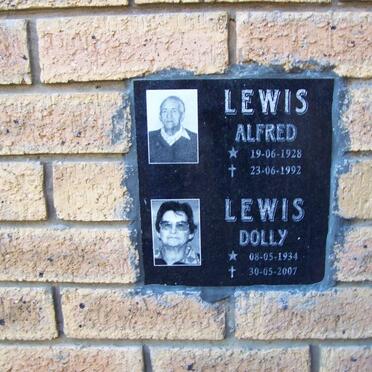 LEWIS
ALFRED
★ 19-06-1928
✝ 23-06-1992
LEWIS
DOLLY
★ 08-05-1934
✝ 30-05-2007